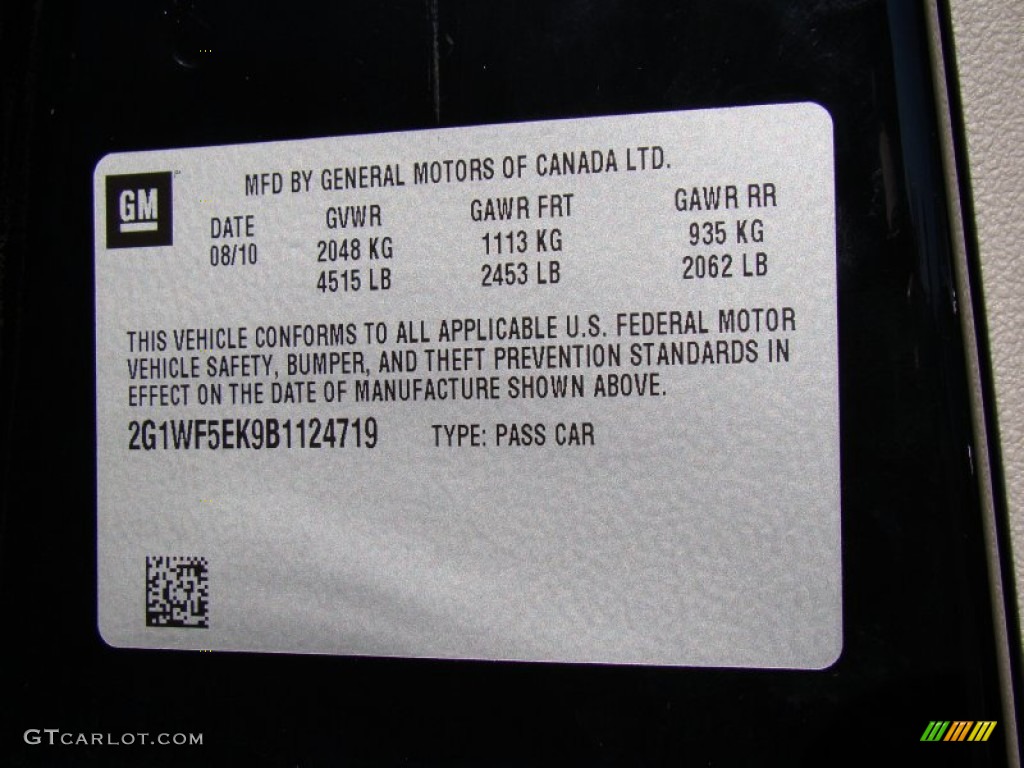 GM
MFD BY GENERAL MOTORS OF CANADA LTD.
DATE GVWR GAWR FRT GAWR RR
08/10 2048 KG 1113 KG 935 KG
4515 LB 2453 LB 2062 LB
THIS VEHICLE CONFORMS TO ALL APPLICABLE U.S. FEDERAL MOTOR
VEHICLE SAFETY, BUMPER, AND THEFT PREVENTION STANDARDS IN
EFFECT ON THE DATE OF MANUFACTURE SHOWN ABOVE.
2G1WF5EK9B1124719 TYPE: PASS CAR
GTCARLOT.COM